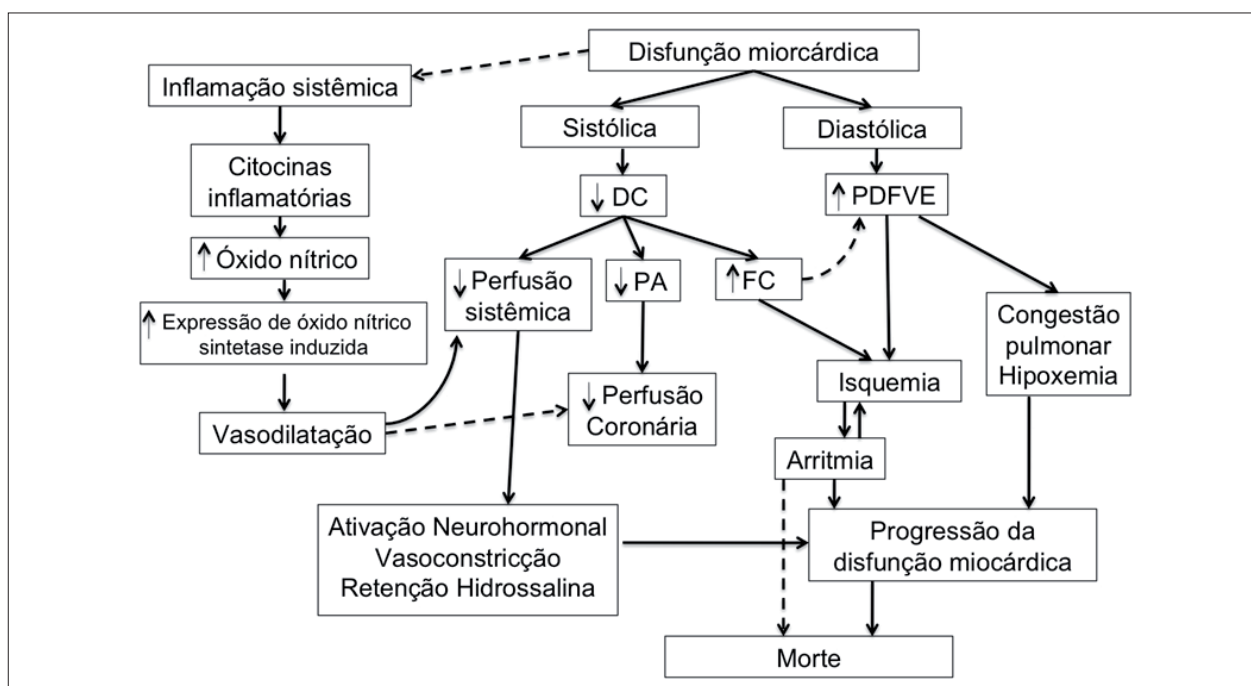 Disfunção miorcárdica
Inflamação sistêmica
Sistólica
Diastólica
Citocinas
inflamatórias
↓ DC
↑ PDFVE
↑ Óxido nítrico
↓ Perfusão
sistêmica
↓ PA
↑ FC
↑ Expressão de óxido nítrico
sintetase induzida
Congestão
pulmonar
Hipoxemia
Isquemia
Vasodilatação
↓ Perfusão
Coronária
Arritmia
Ativação Neurohormonal
Vasoconstricção
Retenção Hidrossalina
Progressão da
disfunção miocárdica
Morte